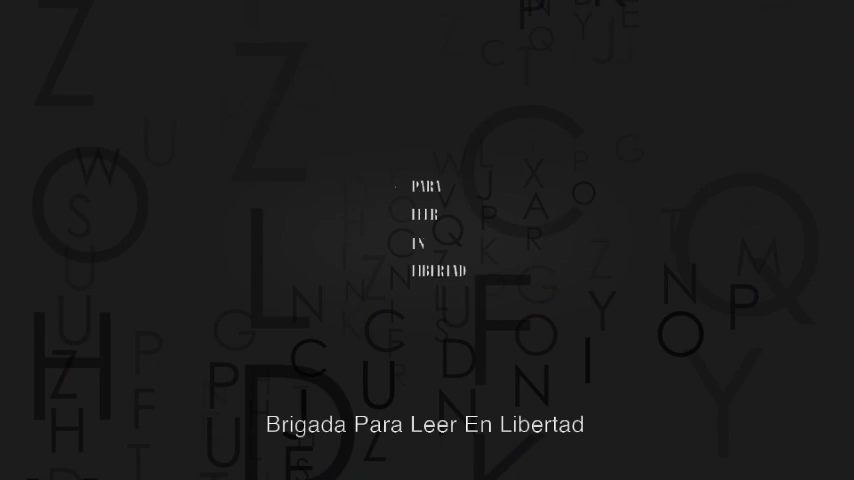 PARA
LEER
EN
LIBERTAD
Brigada Para Leer En Libertad